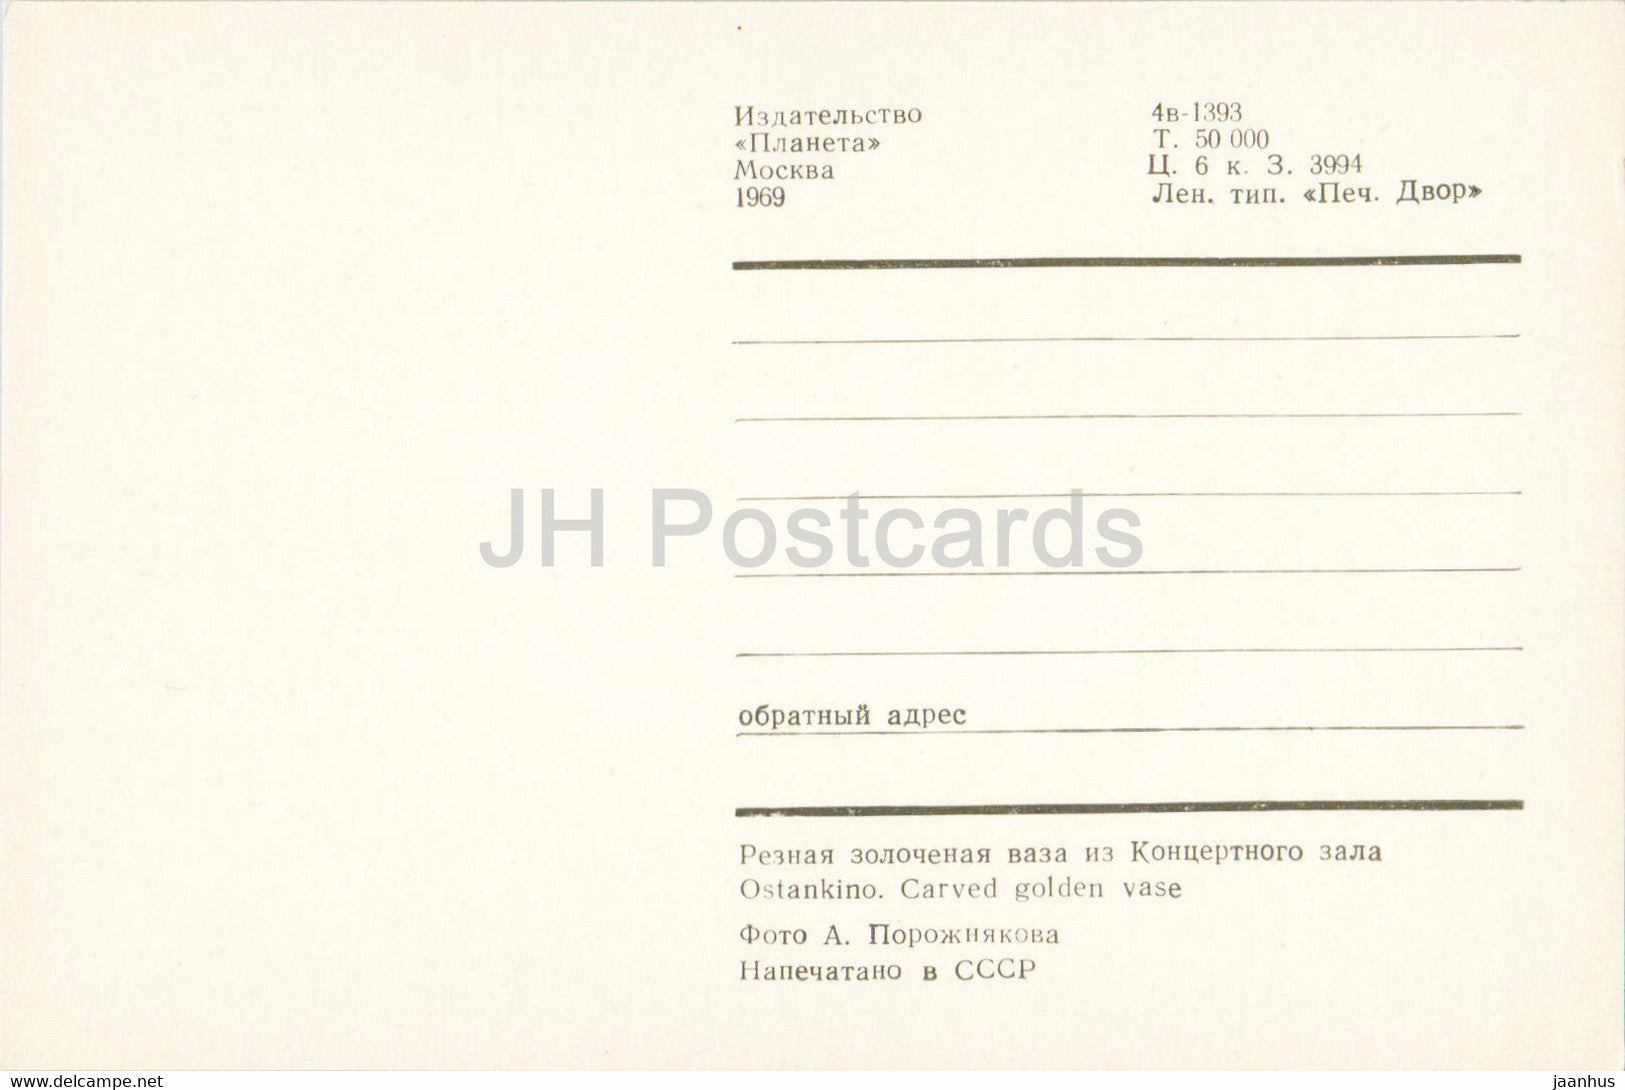 Издательство
«Планета»
Москва
1969
4в-1393
Т. 50 000
Ц. 6 к. З. 3994
Лен. тип. «Печ. Двор»
JH Postcards
обратный адрес
Резная золоченая ваза из Концертного зала
Ostankino. Carved golden vase
Фото А. Порожнякова
Напечатано в СССР
www.delcampe.net
jaanhus